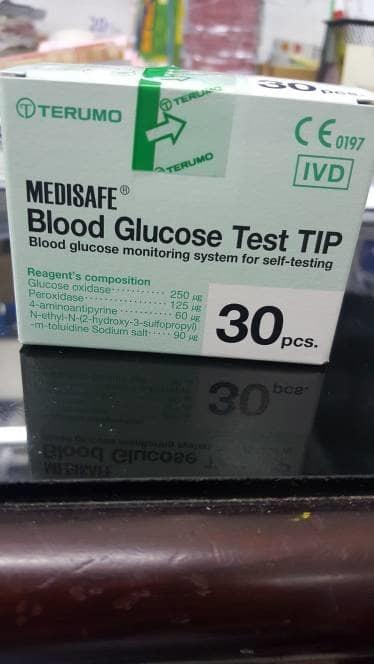 30 pcs.
TERUMO
TERUMO
CE 0197
IVD
TERUMO
MEDISAFE®
Blood Glucose Test TIP
Blood glucose monitoring system for self-testing
Reagent's composition
Glucose oxidase·········· 250 µg
Peroxidase·················· 125 µg
4-aminoantipyrine·········· 60 µg
N-ethyl-N-(2-hydroxy-3-sulfopropyl)
-m-toluidine Sodium salt····· 90 µg
30 pcs.